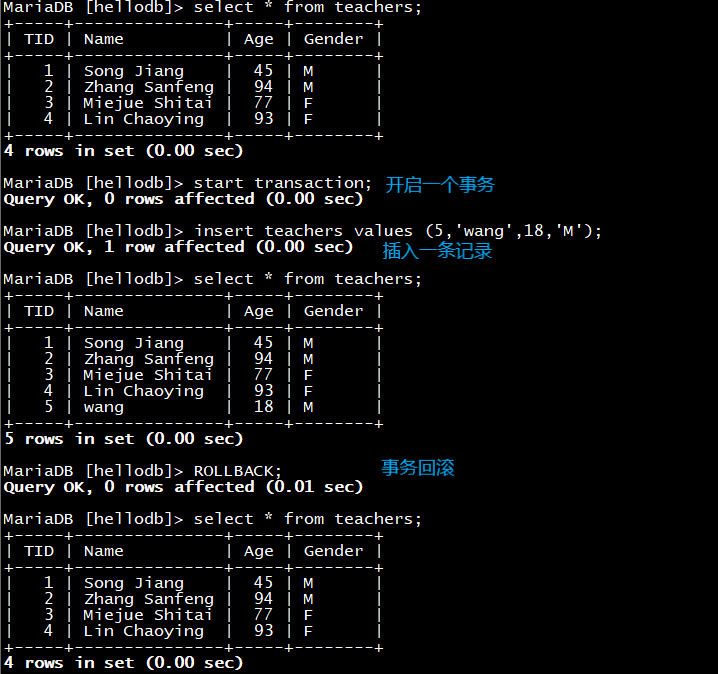 MariaDB [hellodb]> select * from teachers;
+-----+---------------+-----+--------+
| TID | Name          | Age | Gender |
+-----+---------------+-----+--------+
|   1 | Song Jiang    |  45 | M      |
|   2 | Zhang Sanfeng |  94 | M      |
|   3 | Miejue Shitai |  77 | F      |
|   4 | Lin Chaoying  |  93 | F      |
+-----+---------------+-----+--------+
4 rows in set (0.00 sec)
MariaDB [hellodb]> start transaction; 开启一个事务
Query OK, 0 rows affected (0.00 sec)
MariaDB [hellodb]> insert teachers values (5,'wang',18,'M');
Query OK, 1 row affected (0.00 sec) 插入一条记录
MariaDB [hellodb]> select * from teachers;
+-----+---------------+-----+--------+
| TID | Name          | Age | Gender |
+-----+---------------+-----+--------+
|   1 | Song Jiang    |  45 | M      |
|   2 | Zhang Sanfeng |  94 | M      |
|   3 | Miejue Shitai |  77 | F      |
|   4 | Lin Chaoying  |  93 | F      |
|   5 | wang          |  18 | M      |
+-----+---------------+-----+--------+
5 rows in set (0.00 sec)
MariaDB [hellodb]> ROLLBACK; 事务回滚
Query OK, 0 rows affected (0.01 sec)
MariaDB [hellodb]> select * from teachers;
+-----+---------------+-----+--------+
| TID | Name          | Age | Gender |
+-----+---------------+-----+--------+
|   1 | Song Jiang    |  45 | M      |
|   2 | Zhang Sanfeng |  94 | M      |
|   3 | Miejue Shitai |  77 | F      |
|   4 | Lin Chaoying  |  93 | F      |
+-----+---------------+-----+--------+
4 rows in set (0.00 sec)